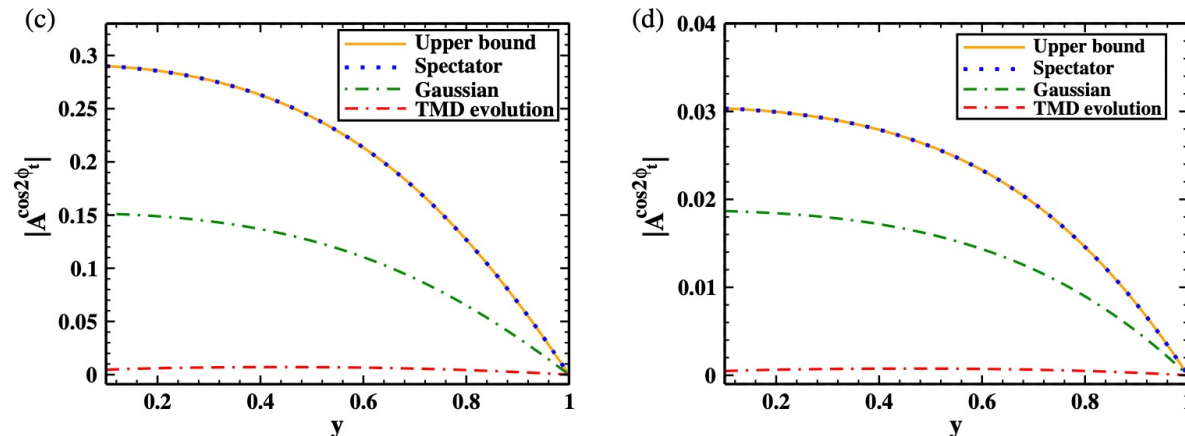 (c)
Upper bound
Spectator
Gaussian
TMD evolution
0.3
0.25
0.2
0.15
0.1
0.05
0
|A^cos2ϕ_t|
0.2 0.4 0.6 0.8 1
y
(d)
Upper bound
Spectator
Gaussian
TMD evolution
0.04
0.03
0.02
0.01
0
|A^cos2ϕ_t|
0.2 0.4 0.6 0.8 1
y